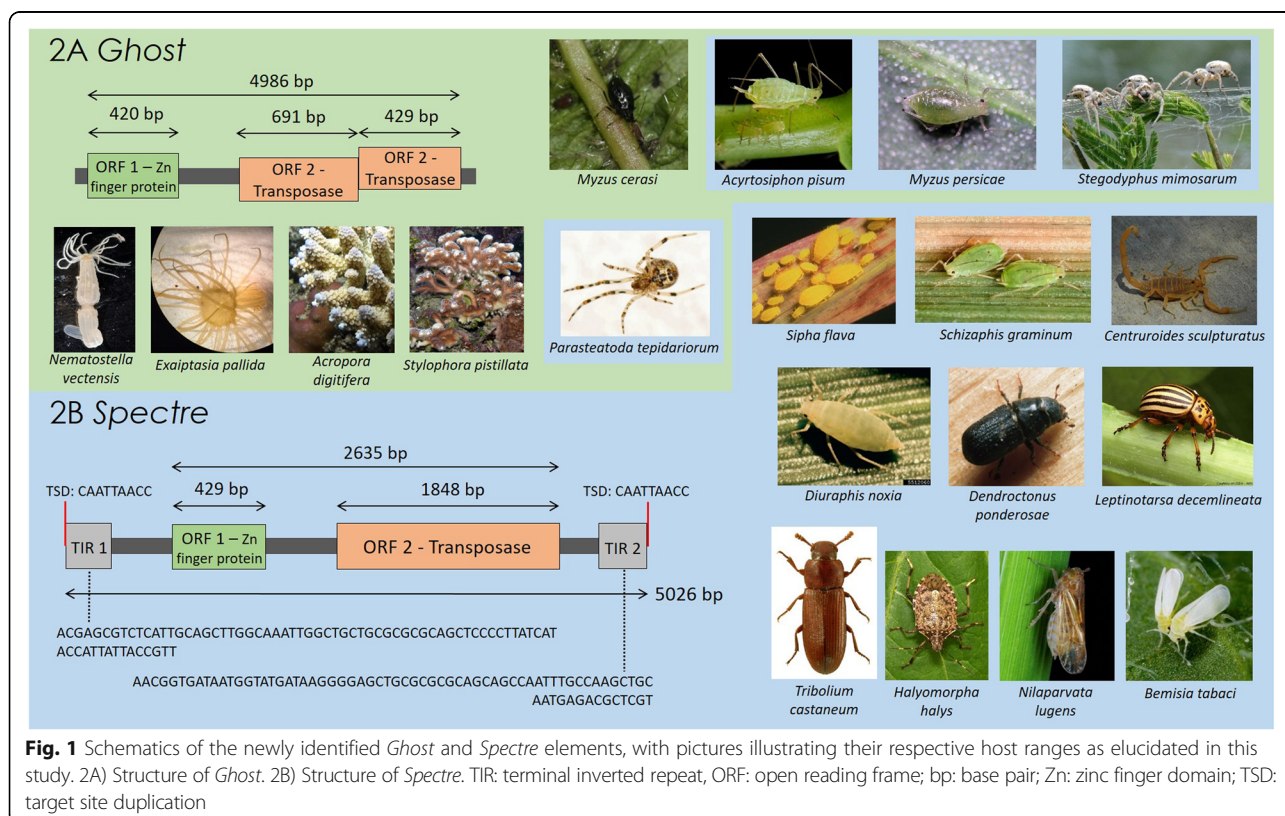 2A Ghost
4986 bp
420 bp
691 bp
429 bp
ORF 1 – Zn
finger protein
ORF 2 -
Transposase
ORF 2 -
Transposase
Myzus cerasi
Acyrtosiphon pisum
Myzus persicae
Stegodyphus mimosarum
Nematostella
vectensis
Exaiptasia pallida
Acropora
digitifera
Stylophora pistillata
Parasteatoda tepidariorum
Sipha flava
Schizaphis graminum
Centruroides sculpturatus
Diuraphis noxia
Dendroctonus
ponderosae
Leptinotarsa decemlineata
Tribolium
castaneum
Halyomorpha
halys
Nilaparvata
lugens
Bemisia tabaci
2B Spectre
2635 bp
TSD: CAATTAACC
429 bp
1848 bp
TSD: CAATTAACC
TIR 1
ORF 1 – Zn
finger protein
ORF 2 - Transposase
TIR 2
5026 bp
ACGAGCGTCTCATTGCAGCTTGGCAAATTGGCTGCTGCGCGCGCAGCTCCCCTTATCAT
ACCATTATTACCGTT
AACGGTGATAATGGTATGATAAGGGGAGCTGCGCGCGCAGCAGCCAATTTGCCAAGCTGC
AATGAGACGCTCGT
Fig. 1 Schematics of the newly identified Ghost and Spectre elements, with pictures illustrating their respective host ranges as elucidated in this
study. 2A) Structure of Ghost. 2B) Structure of Spectre. TIR: terminal inverted repeat, ORF: open reading frame; bp: base pair; Zn: zinc finger domain; TSD:
target site duplication